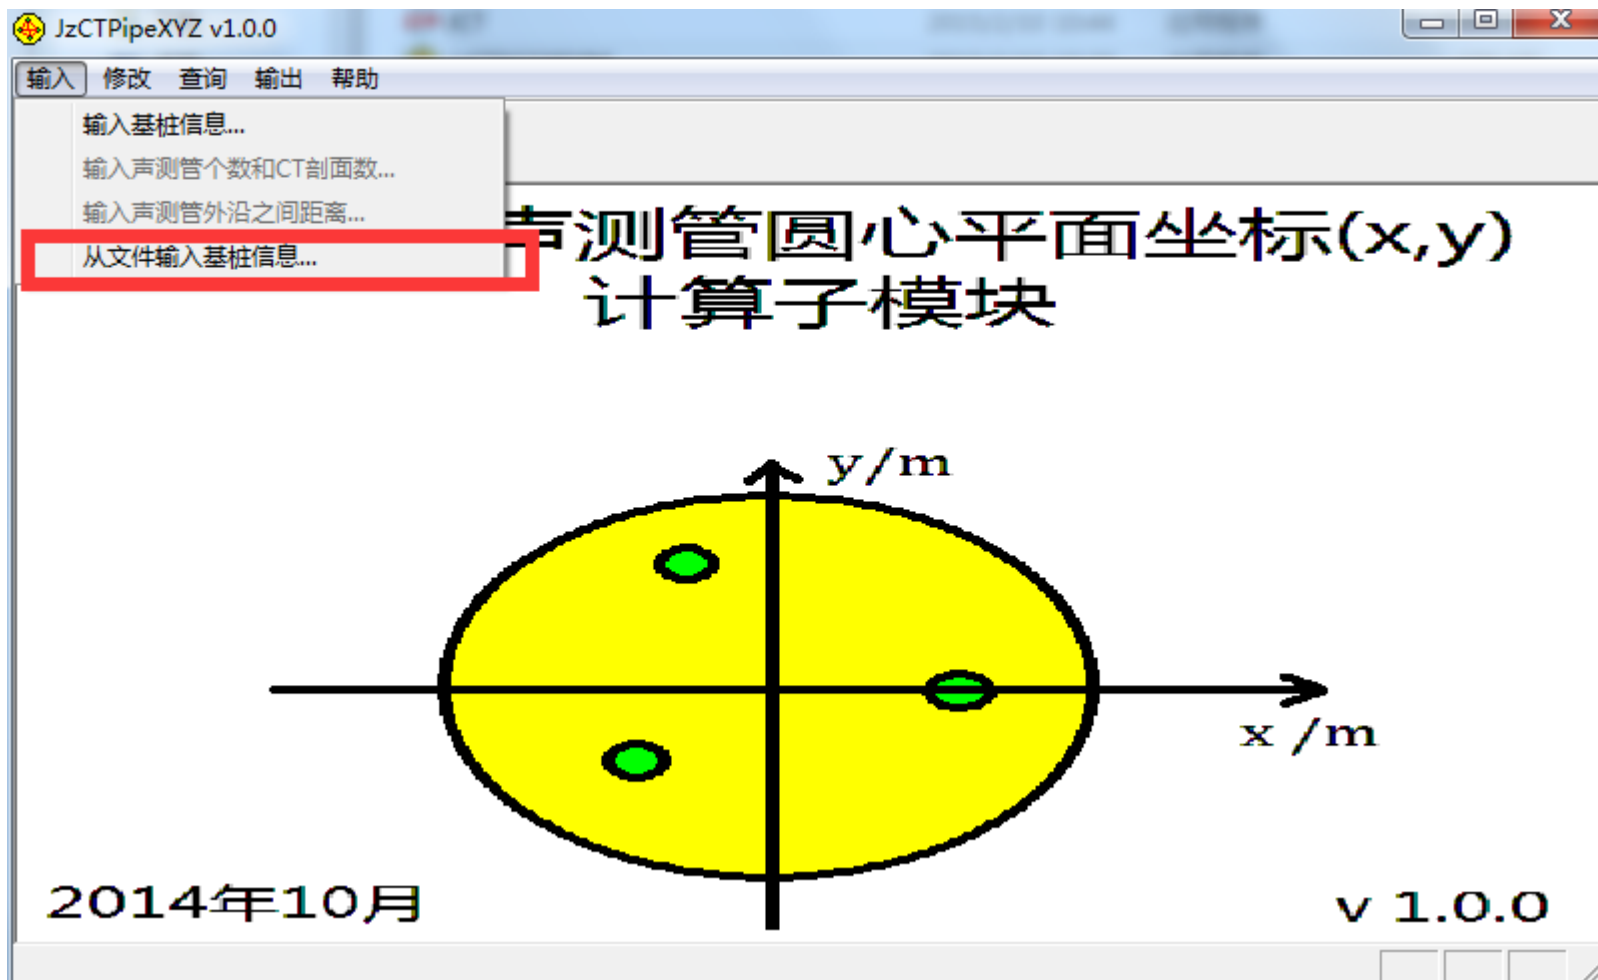 JzCTPipeXYZ v1.0.0
输入 修改 查询 输出 帮助
输入基桩信息...
输入声测管个数和CT剖面数...
输入声测管外沿之间距离...
从文件输入基桩信息...
声测管圆心平面坐标(x,y)
计算子模块
y/m
x /m
2014年10月
v 1.0.0